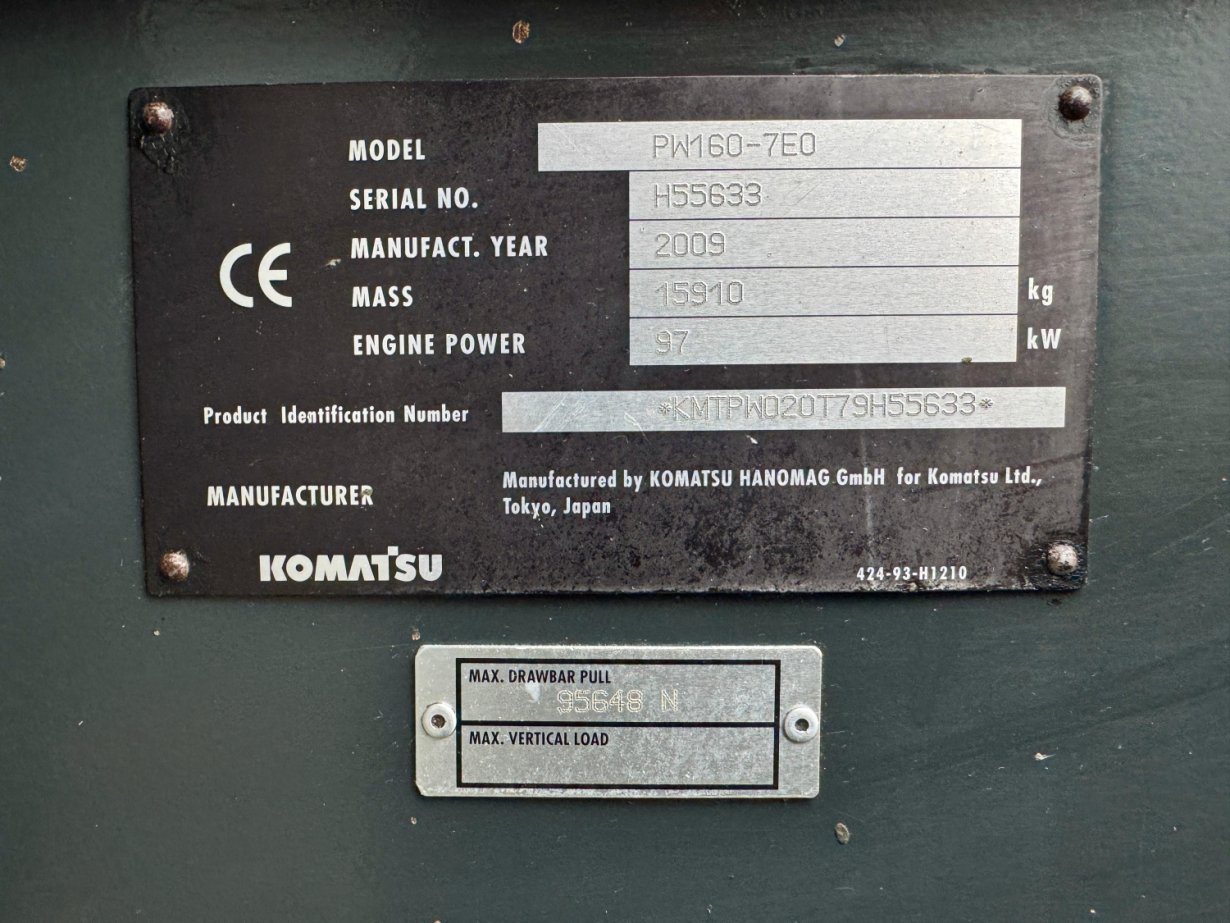 MODEL PW160-7E0
SERIAL NO. H55633
MANUFACT. YEAR 2009
CE
MASS 15910 kg
ENGINE POWER 97 kW
Product Identification Number *KMTPW020T79H55633*
MANUFACTURER Manufactured by KOMATSU HANOMAG GmbH for Komatsu Ltd.,
Tokyo, Japan
KOMATSU 424-93-H1210
MAX. DRAWBAR PULL
95648 N
MAX. VERTICAL LOAD